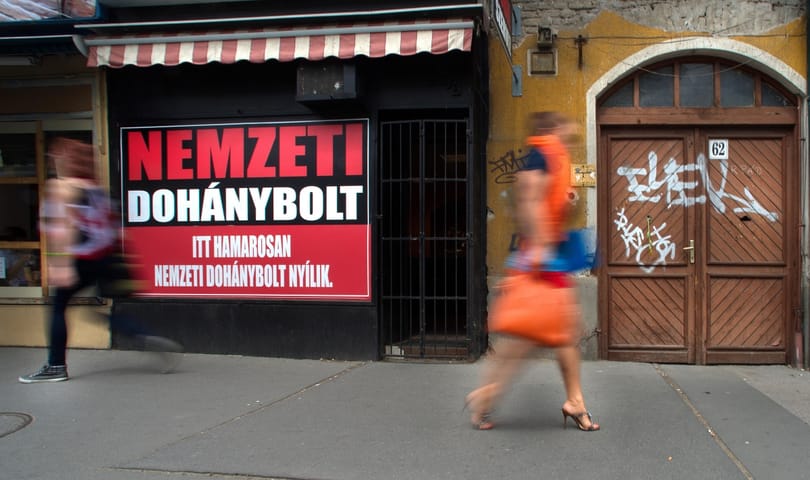 NEMZETI
DOHÁNYBOLT
ITT HAMAROSAN
NEMZETI DOHÁNYBOLT NYÍLIK.
62